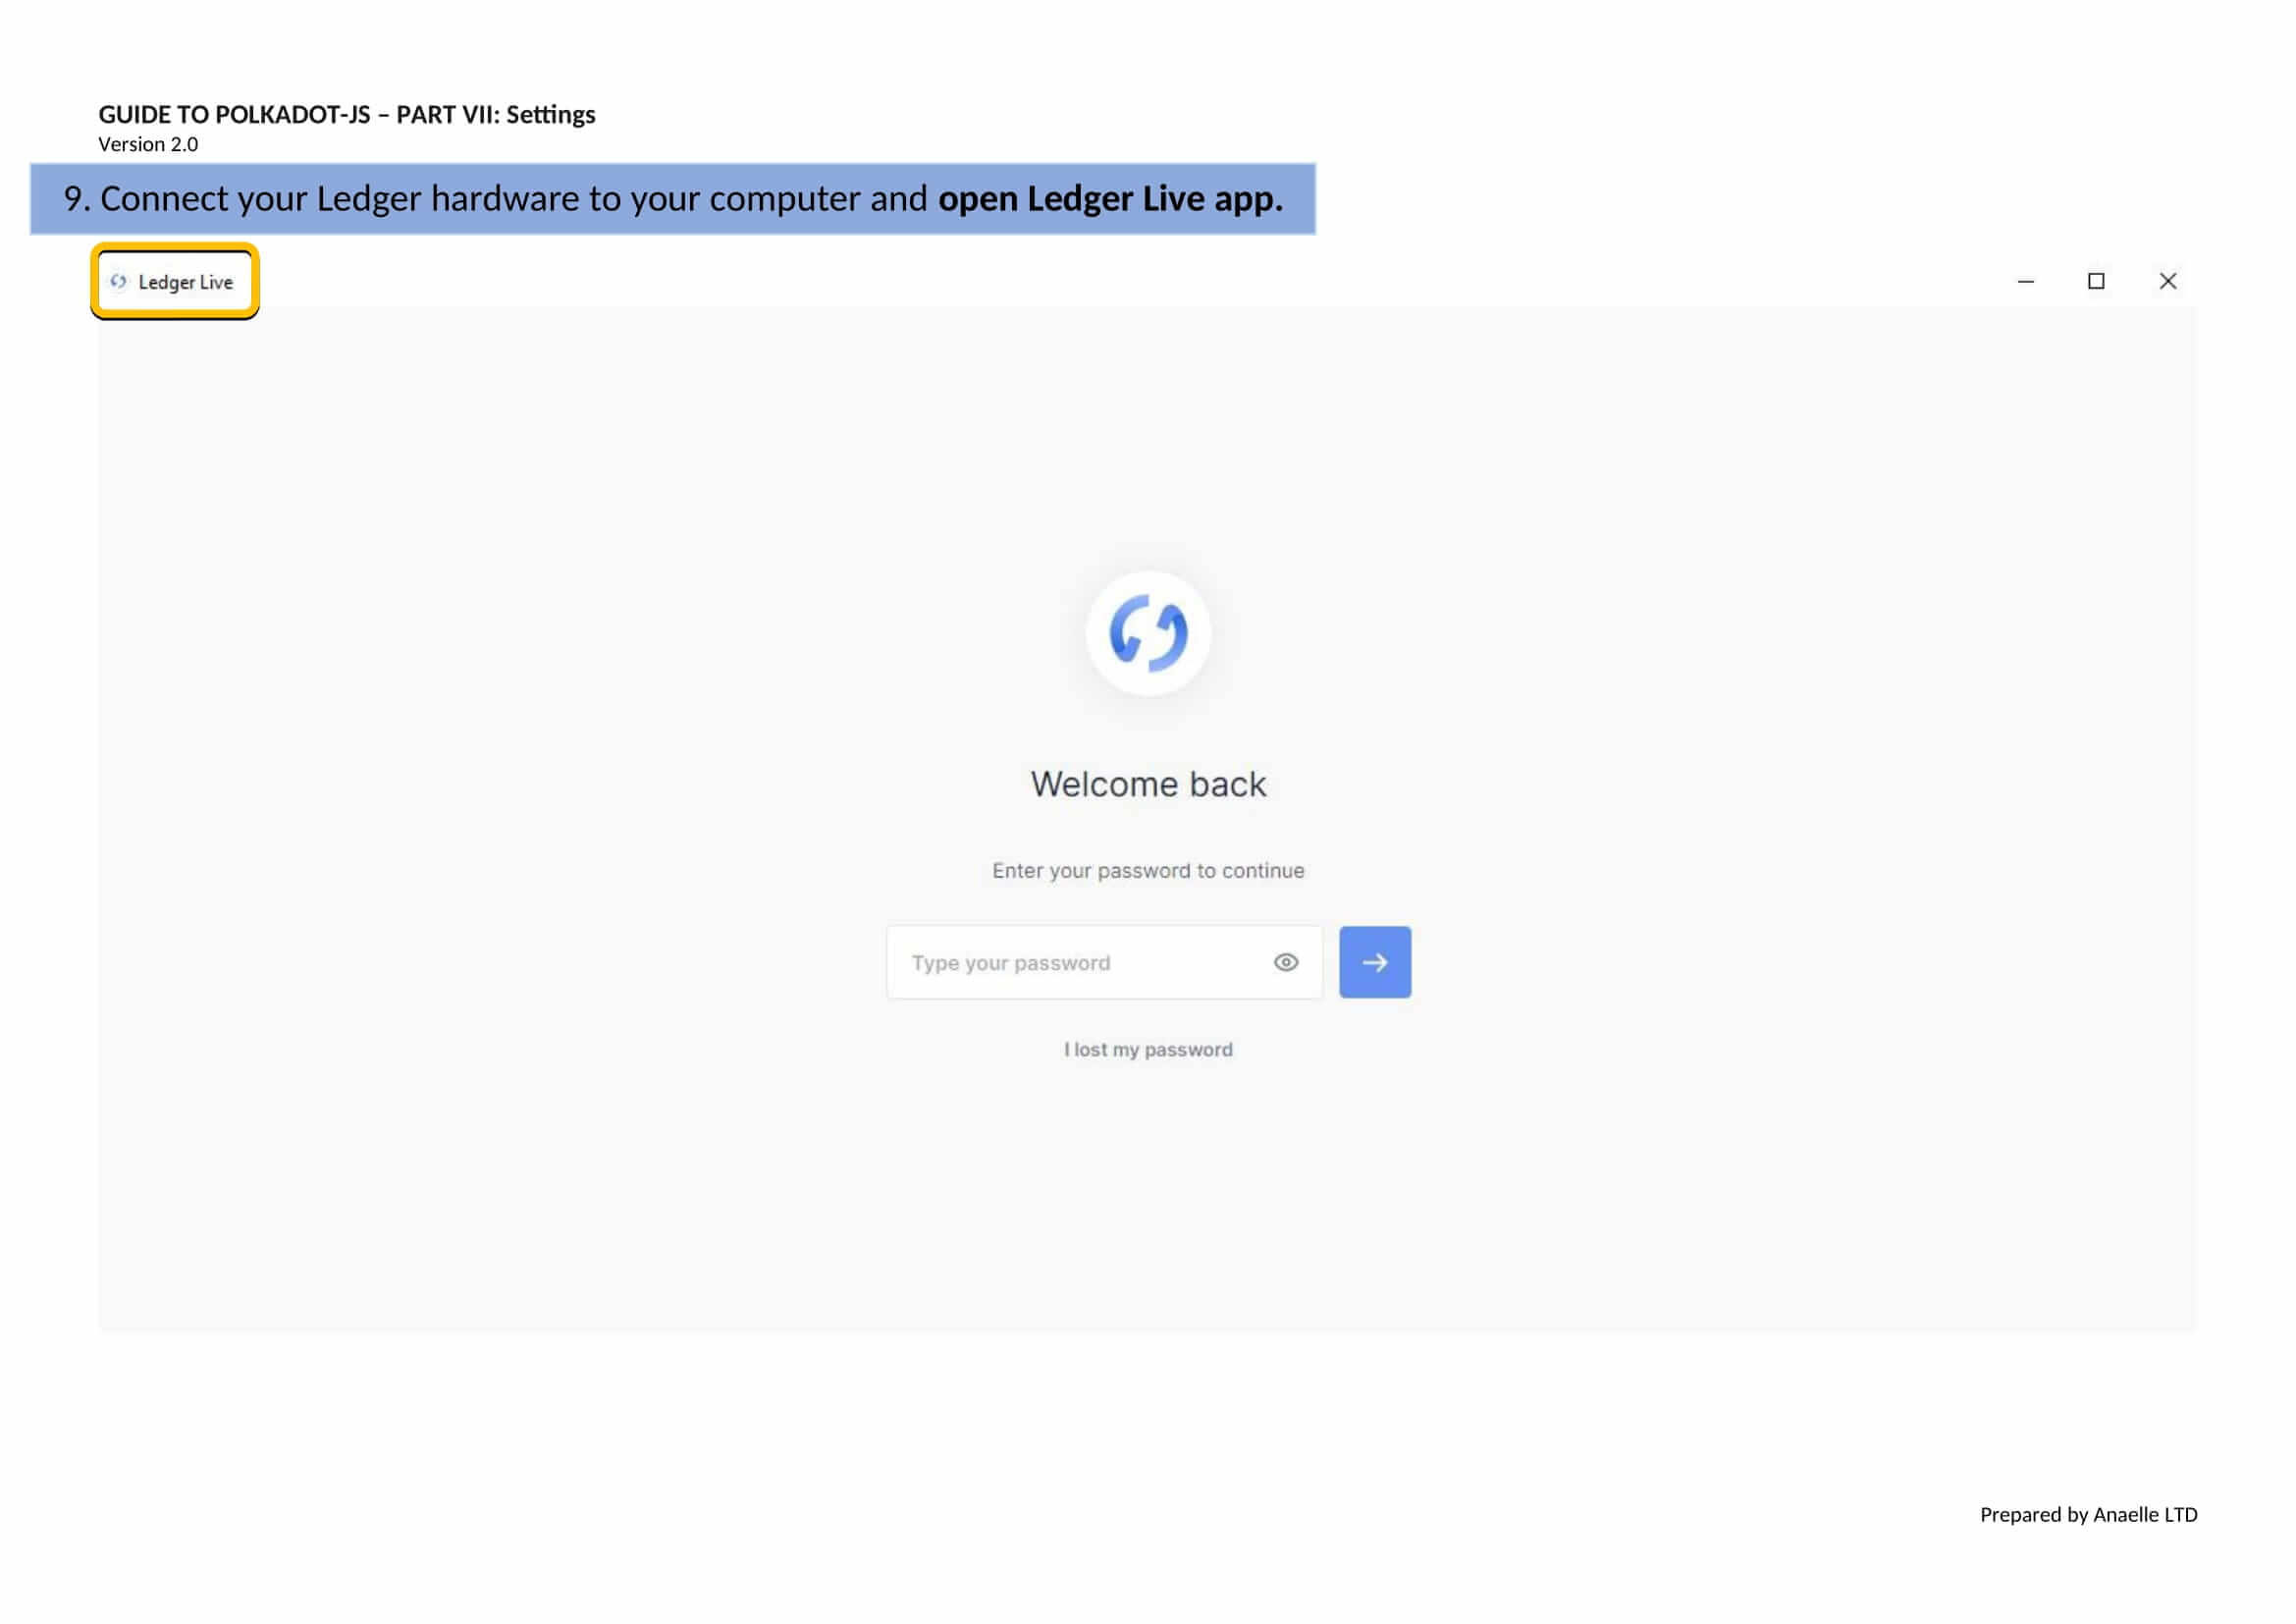 GUIDE TO POLKADOT-JS – PART VII: Settings
Version 2.0
9. Connect your Ledger hardware to your computer and open Ledger Live app.
Ledger Live
Welcome back
Enter your password to continue
Type your password
I lost my password
Prepared by Anaelle LTD